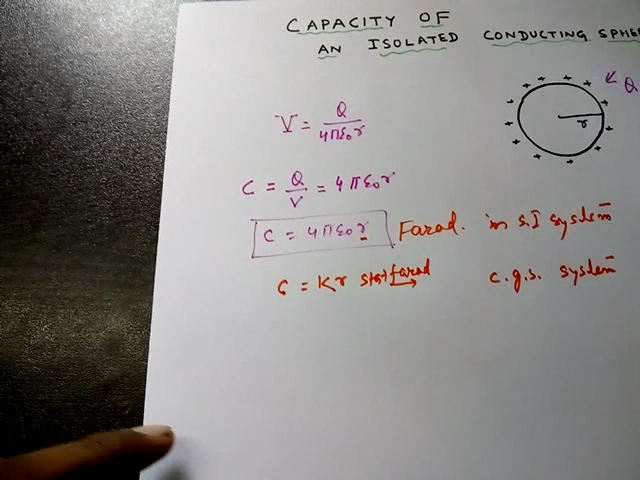 CAPACITY OF
AN ISOLATED CONDUCTING SPHE
Q
r
V = Q / 4πε₀r
C = Q / V = 4πε₀r
C = 4πε₀r Farad. in S.I system
C = Kr statfarad c.g.s. system